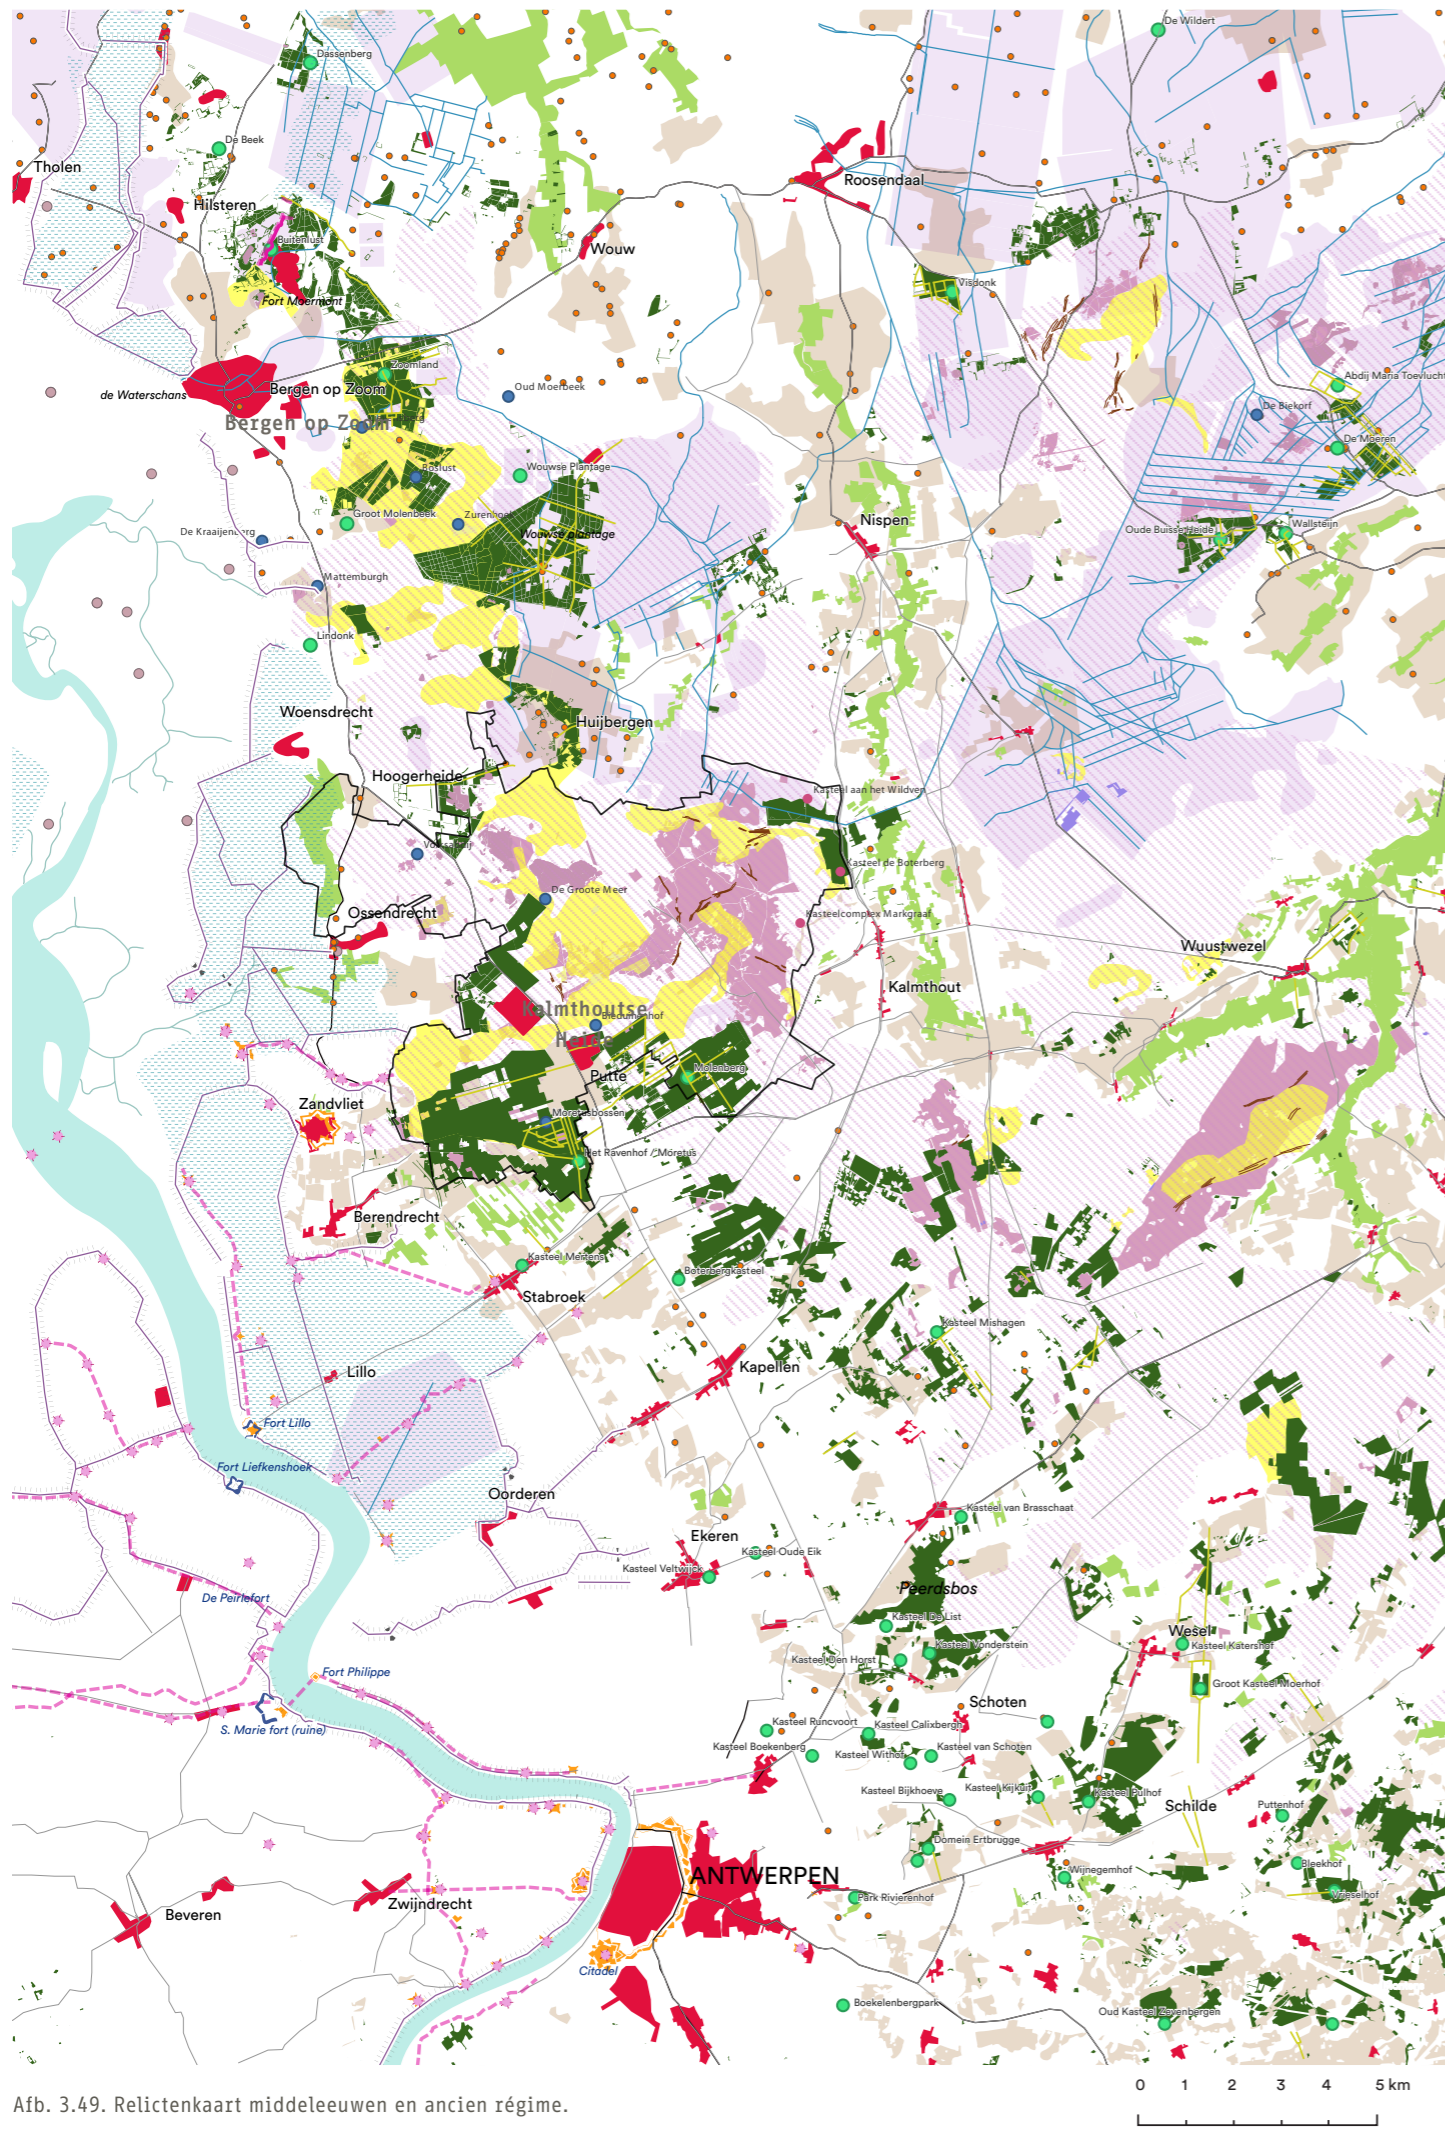 De Wildert
Dassenberg
De Beek
Tholen
Roosendaal
Hilsteren
Buitenlust
Wouw
Visdonk
Fort Moermont
Zoomland
Abdij Maria Toevlucht
de Waterschans
Bergen op Zoom
Oud Moerbeek
De Biekorf
Bergen op Zoom
De Moeren
Boslust
Wouwse Plantage
Groot Molenbeek
Zurenhoek
Nispen
Wallsteijn
De Kraaijenberg
Wouwse plantage
Oude Buisse Heide
Mattemburgh
Lindonk
Woensdrecht
Huijbergen
Hoogerheide
Kasteel aan het Wildven
Kasteel de Boterberg
De Groote Meer
Ossendrecht
Kasteelcomplex Markgraaf
Wuustwezel
Kalmthout
Kalmthoutse
Heide
Putte
Molenberg
Zandvliet
Moretusbossen
Het Ravenhof / Moretus
Berendrecht
Kasteel Mertens
Boterbergkasteel
Stabroek
Kasteel Mishagen
Lillo
Kapellen
Fort Lillo
Fort Liefkenshoek
Oorderen
Kasteel van Brasschaat
Ekeren
Kasteel Oude Eik
Kasteel Veltwijck
Peerdsbos
De Peirlefort
Kasteel De List
Wesel
Kasteel Vonderstein
Kasteel Katershof
Kasteel Den Horst
Fort Philippe
Groot Kasteel Moerhof
Schoten
S. Marie fort (ruine)
Kasteel Runcvoort
Kasteel Calixbergh
Kasteel Boekenberg
Kasteel Withof
Kasteel van Schoten
Kasteel Bijkhoeve
Kasteel Kijkuit
Kasteel Pulhof
Schilde
Puttenhof
Domein Ertbrugge
Bleekhof
ANTWERPEN
Wijnegemhof
Vrieselhof
Park Rivierenhof
Zwijndrecht
Beveren
Citadel
Boekelenbergpark
Oud Kasteel Zevenbergen
0 1 2 3 4 5 km
Afb. 3.49. Relictenkaart middeleeuwen en ancien régime.